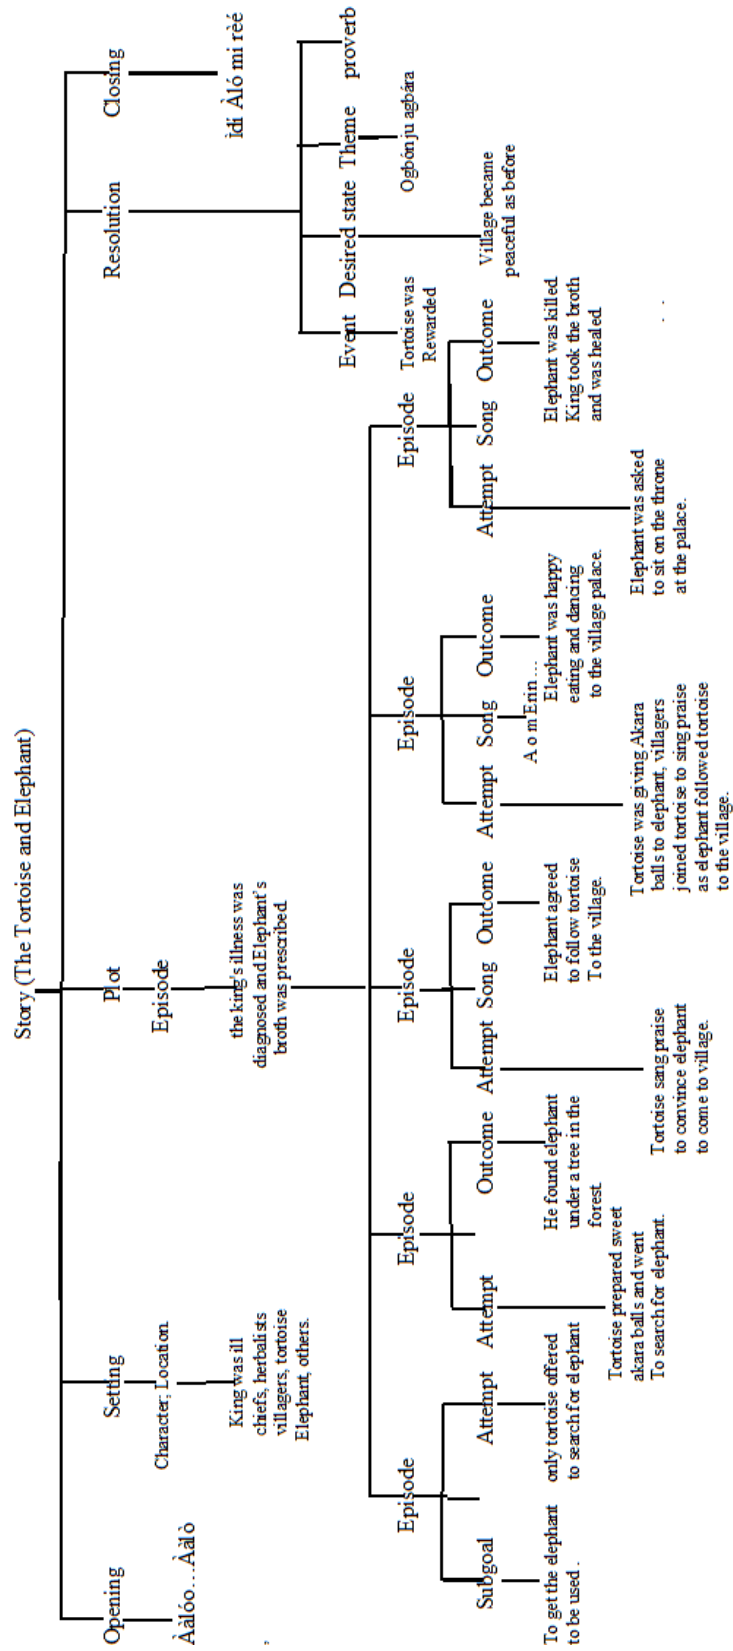 Story (The Tortoise and Elephant)
Opening
Ààlóo…Ààlò
Setting
Character, Location.
King was ill
chiefs, herbalists
villagers, tortoise
Elephant, others.
Plot
Episode
the king's illness was
diagnosed and Elephant's
broth was prescribed.
Resolution
Closing
ìdí Àló mi rèé
Event
Tortoise was
Rewarded
Desired state
Village became
peaceful as before
Theme
Ogbón ju agbára
proverb
Episode
Subgoal
To get the elephant
to be used .
Attempt
only tortoise offered
to search for elephant
Episode
Attempt
Tortoise prepared sweet
akara balls and went
To search for elephant.
Outcome
He found elephant
under a tree in the
forest.
Episode
Attempt
Tortoise sang praise
to convince elephant
to come to village.
Song
Outcome
Elephant agreed
to follow tortoise
To the village.
Episode
Attempt
Tortoise was giving Akara
balls to elephant, villagers
joined tortoise to sing praise
as elephant followed tortoise
to the village.
Song
A o m Erin…
Outcome
Elephant was happy
eating and dancing
to the village palace.
Episode
Attempt
Elephant was asked
to sit on the throne
at the palace.
Song
Outcome
Elephant was killed.
King took the broth
and was healed.